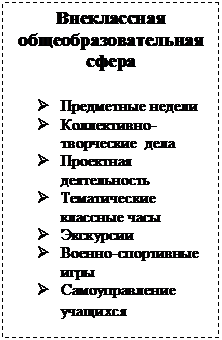 Внеклассная
общеобразовательная
сфера
➢ Предметные недели
➢ Коллективно-
творческие дела
➢ Проектная
деятельность
➢ Тематические
классные часы
➢ Экскурсии
➢ Военно-спортивные
игры
➢ Самоуправление
учащихся